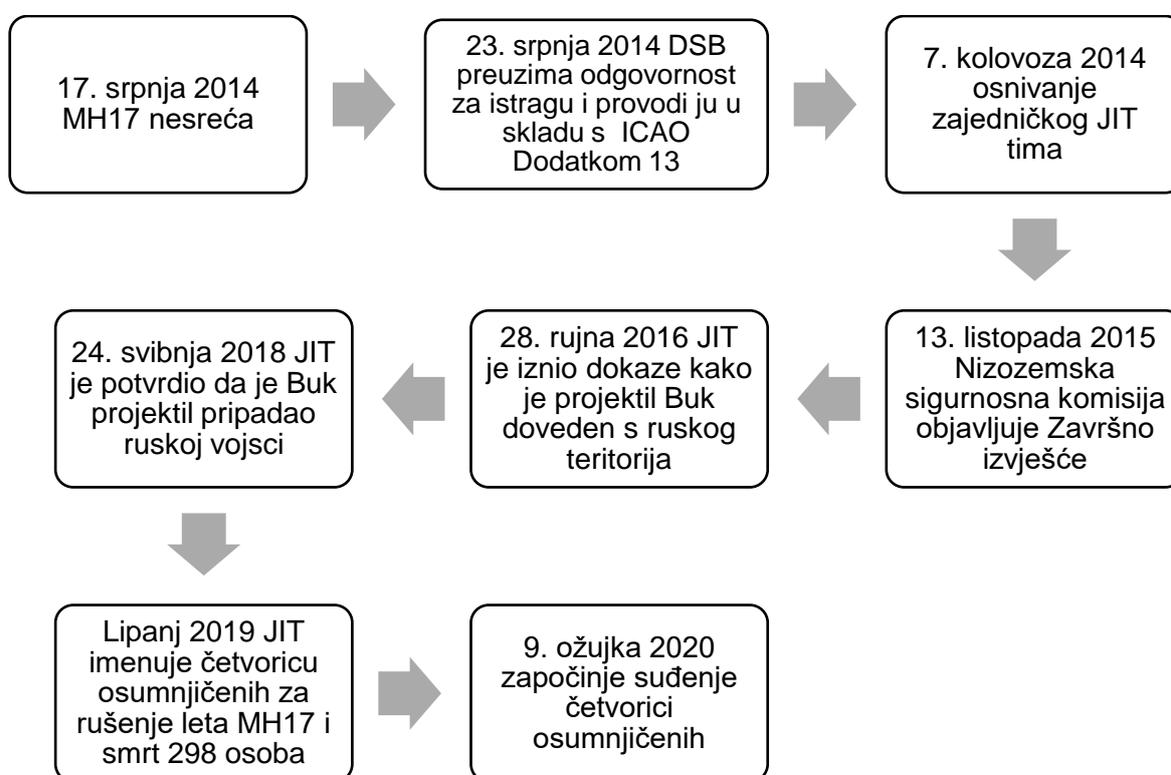 17. srpnja 2014
MH17 nesreća
23. srpnja 2014 DSB
preuzima odgovornost
za istragu i provodi ju u
skladu s ICAO
Dodatkom 13
7. kolovoza 2014
osnivanje
zajedničkog JIT
tima
13. listopada 2015
Nizozemska
sigurnosna komisija
objavljuje Završno
izvješće
28. rujna 2016 JIT
je iznio dokaze kako
je projektil Buk
doveden s ruskog
teritorija
24. svibnja 2018 JIT
je potvrdio da je Buk
projektil pripadao
ruskoj vojsci
Lipanj 2019 JIT
imenuje četvoricu
osumnjičenih za
rušenje leta MH17 i
smrt 298 osoba
9. ožujka 2020
započinje suđenje
četvorici
osumnjičenih